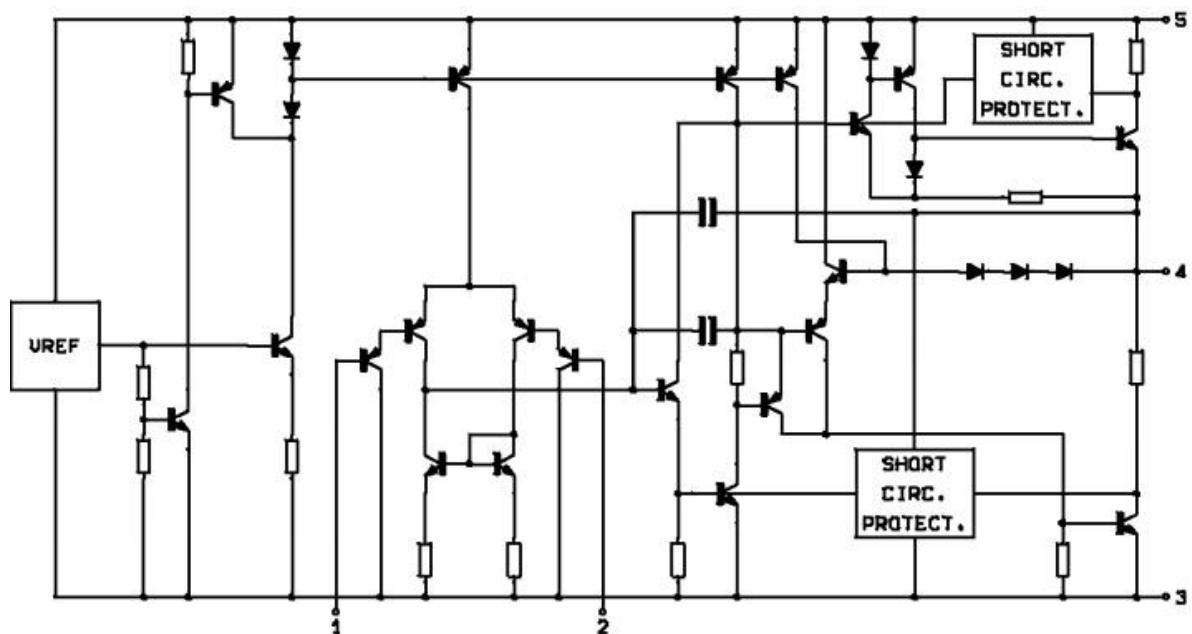 5
SHORT
CIRC.
PROTECT.
4
VREF
SHORT
CIRC.
PROTECT.
3
1
2